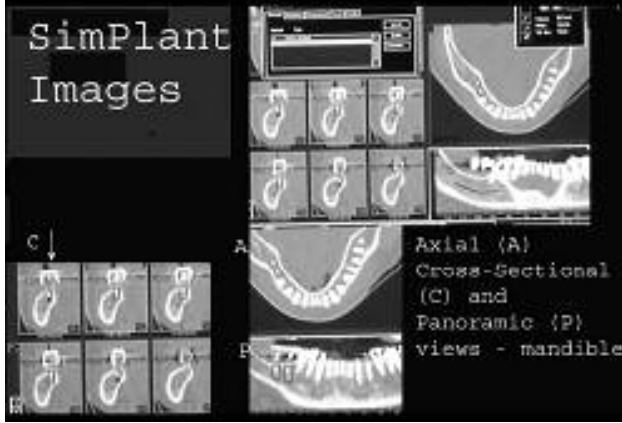 SimPlant
Images
C
A
P
Axial (A)
Cross-Sectional
(C) and
Panoramic (P)
views - mandible